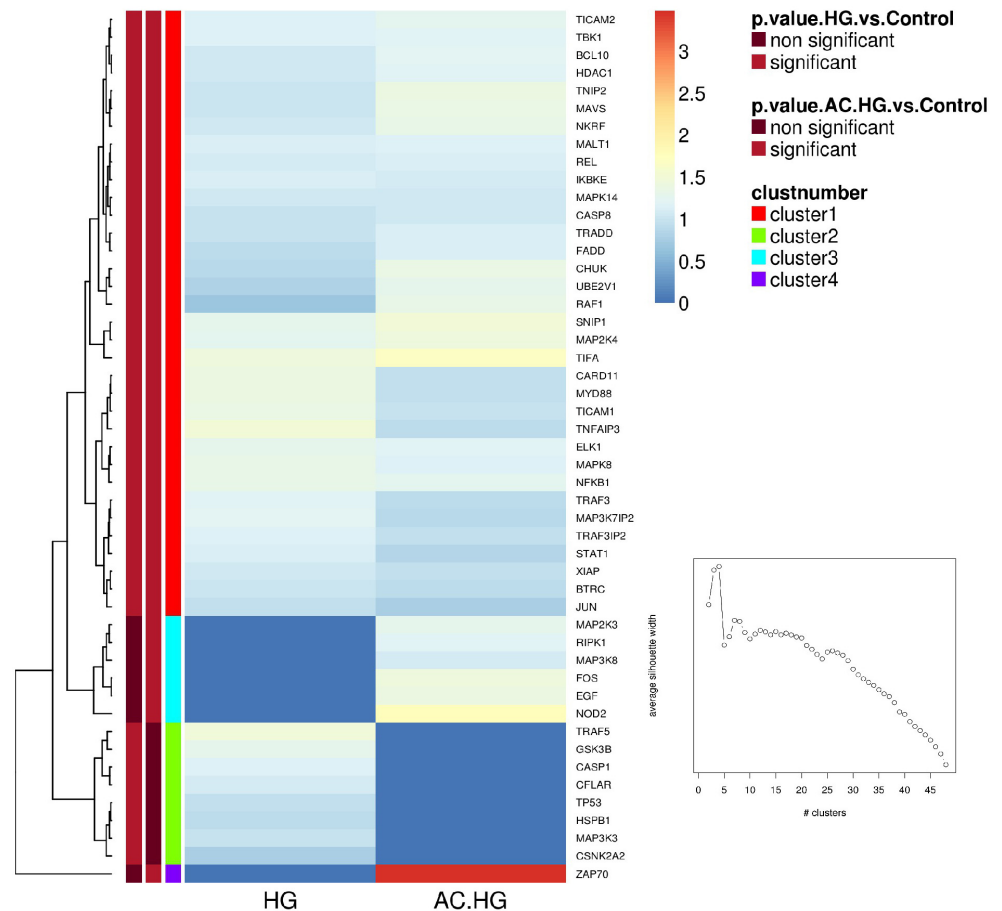 TICAM2
TBK1
BCL10
HDAC1
TNIP2
MAVS
NKRF
MALT1
REL
IKBKE
MAPK14
CASP8
TRADD
FADD
CHUK
UBE2V1
RAF1
SNIP1
MAP2K4
TIFA
CARD11
MYD88
TICAM1
TNFAIP3
ELK1
MAPK8
NFKB1
TRAF3
MAP3K7IP2
TRAF3IP2
STAT1
XIAP
BTRC
JUN
MAP2K3
RIPK1
MAP3K8
FOS
EGF
NOD2
TRAF5
GSK3B
CASP1
CFLAR
TP53
HSPB1
MAP3K3
CSNK2A2
ZAP70
HG AC.HG
3
2.5
2
1.5
1
0.5
0
p.value.HG.vs.Control
non significant
significant
p.value.AC.HG.vs.Control
non significant
significant
clustnumber
cluster1
cluster2
cluster3
cluster4
average silhouette width
0 5 10 15 20 25 30 35 40 45
# clusters